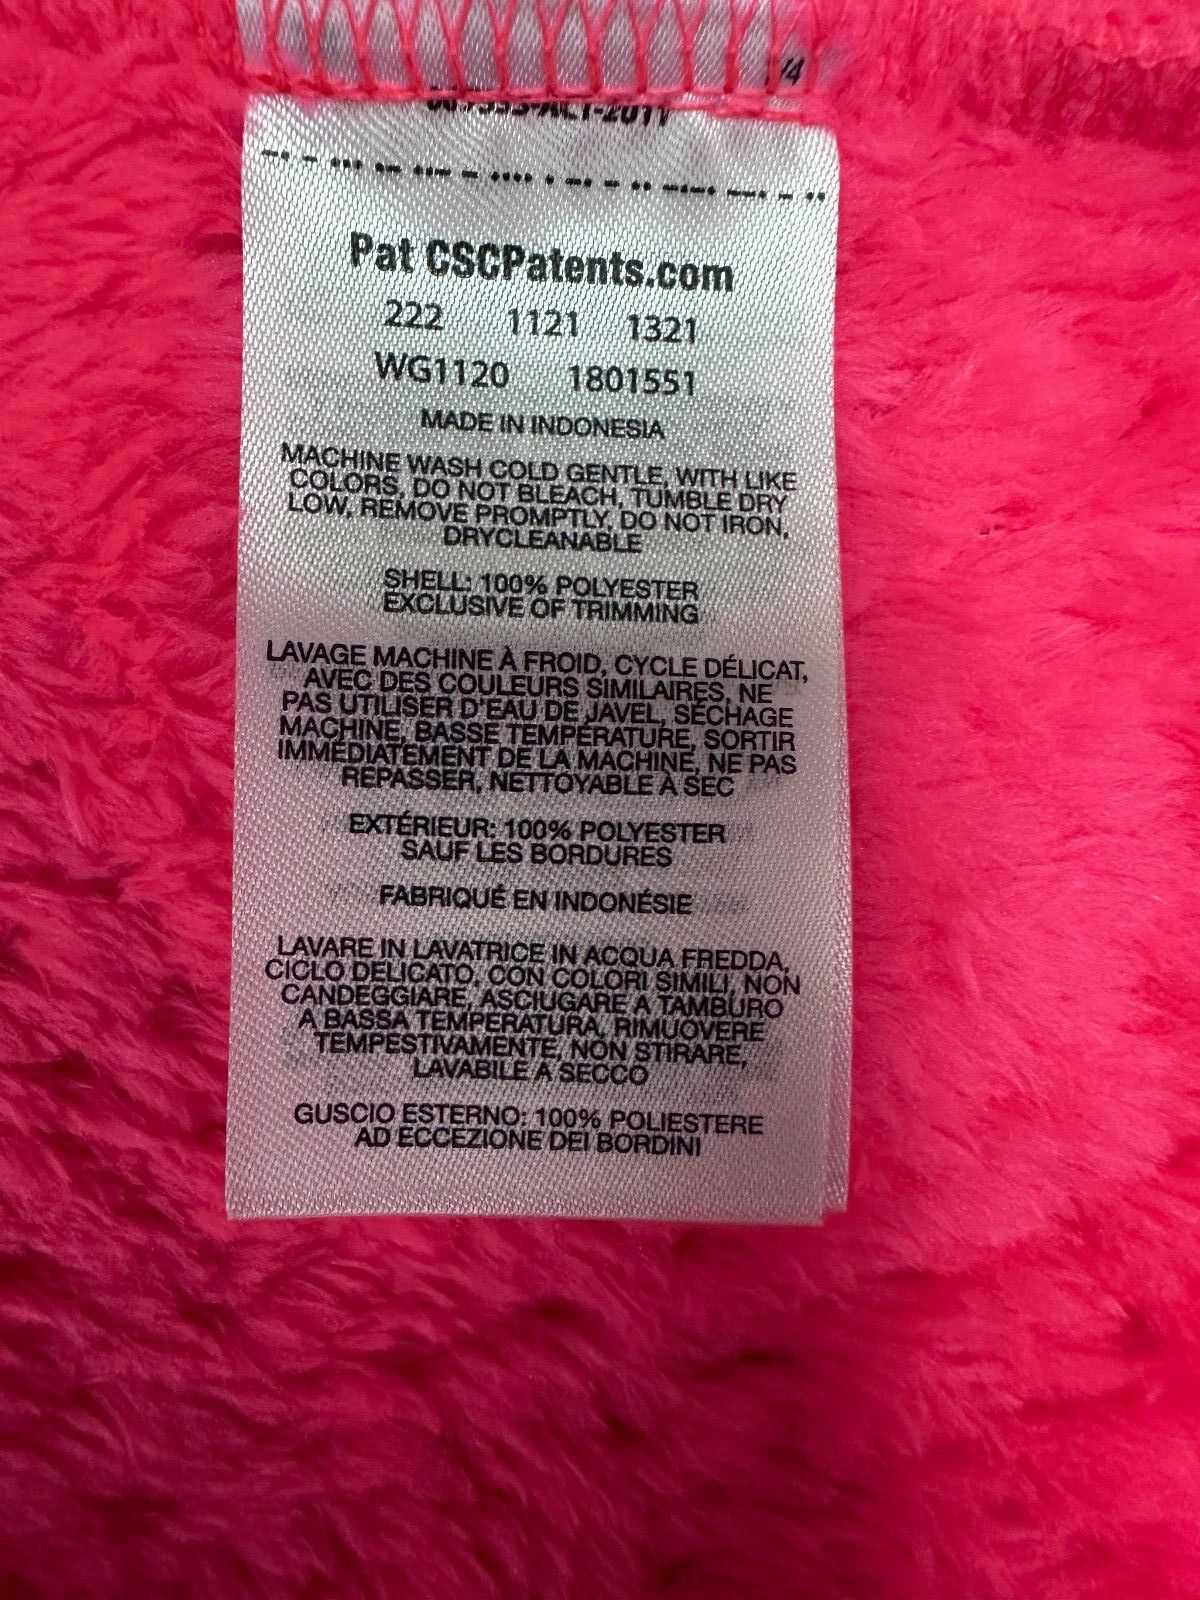 /4
Pat CSCPatents.com
222 1121 1321
WG1120 1801551
MADE IN INDONESIA
MACHINE WASH COLD GENTLE, WITH LIKE
COLORS, DO NOT BLEACH, TUMBLE DRY
LOW, REMOVE PROMPTLY, DO NOT IRON,
DRYCLEANABLE
SHELL: 100% POLYESTER
EXCLUSIVE OF TRIMMING
LAVAGE MACHINE À FROID, CYCLE DÉLICAT,
AVEC DES COULEURS SIMILAIRES, NE
PAS UTILISER D'EAU DE JAVEL, SÉCHAGE
MACHINE, BASSE TEMPÉRATURE, SORTIR
IMMÉDIATEMENT DE LA MACHINE, NE PAS
REPASSER, NETTOYABLE À SEC
EXTÉRIEUR: 100% POLYESTER
SAUF LES BORDURES
FABRIQUÉ EN INDONÉSIE
LAVARE IN LAVATRICE IN ACQUA FREDDA,
CICLO DELICATO, CON COLORI SIMILI, NON
CANDEGGIARE, ASCIUGARE A TAMBURO
A BASSA TEMPERATURA, RIMUOVERE
TEMPESTIVAMENTE, NON STIRARE,
LAVABILE A SECCO
GUSCIO ESTERNO: 100% POLIESTERE
AD ECCEZIONE DEI BORDINI